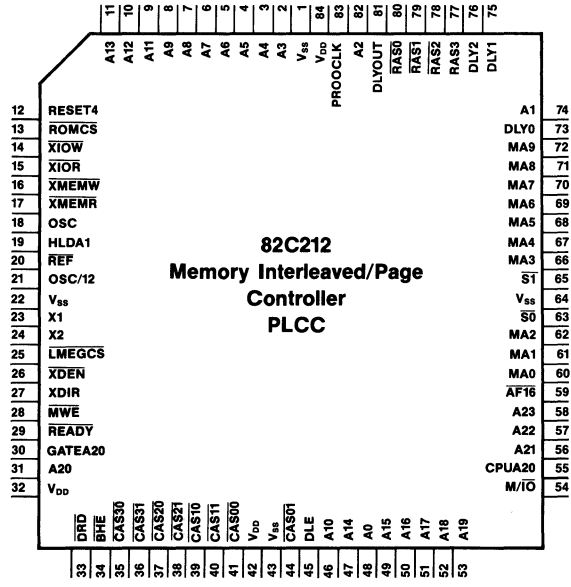 11 10 9 8 7 6 5 4 3 2 1 84 83 82 81 80 79 78 77 76 75
A13 A12 A11 A9 A8 A7 A6 A5 A4 A3 Vss VDD PROOCLK A2 DLYOUT RAS0 RAS1 RAS2 RAS3 DLY2 DLY1
12 RESET4
13 ROMCS
14 XIOW
15 XIOR
16 XMEMW
17 XMEMR
18 OSC
19 HLDA1
20 REF
21 OSC/12
22 Vss
23 X1
24 X2
25 LMEGCS
26 XDEN
27 XDIR
28 MWE
29 READY
30 GATEA20
31 A20
32 VDD
82C212
Memory Interleaved/Page
Controller
PLCC
A1 74
DLY0 73
MA9 72
MA8 71
MA7 70
MA6 69
MA5 68
MA4 67
MA3 66
S1 65
Vss 64
S0 63
MA2 62
MA1 61
MA0 60
AF16 59
A23 58
A22 57
A21 56
CPUA20 55
M/IO 54
DRD BHE CAS30 CAS31 CAS20 CAS21 CAS10 CAS11 CAS00 VDD Vss CAS01 DLE A10 A14 A0 A15 A16 A17 A18 A19
33 34 35 36 37 38 39 40 41 42 43 44 45 46 47 48 49 50 51 52 53